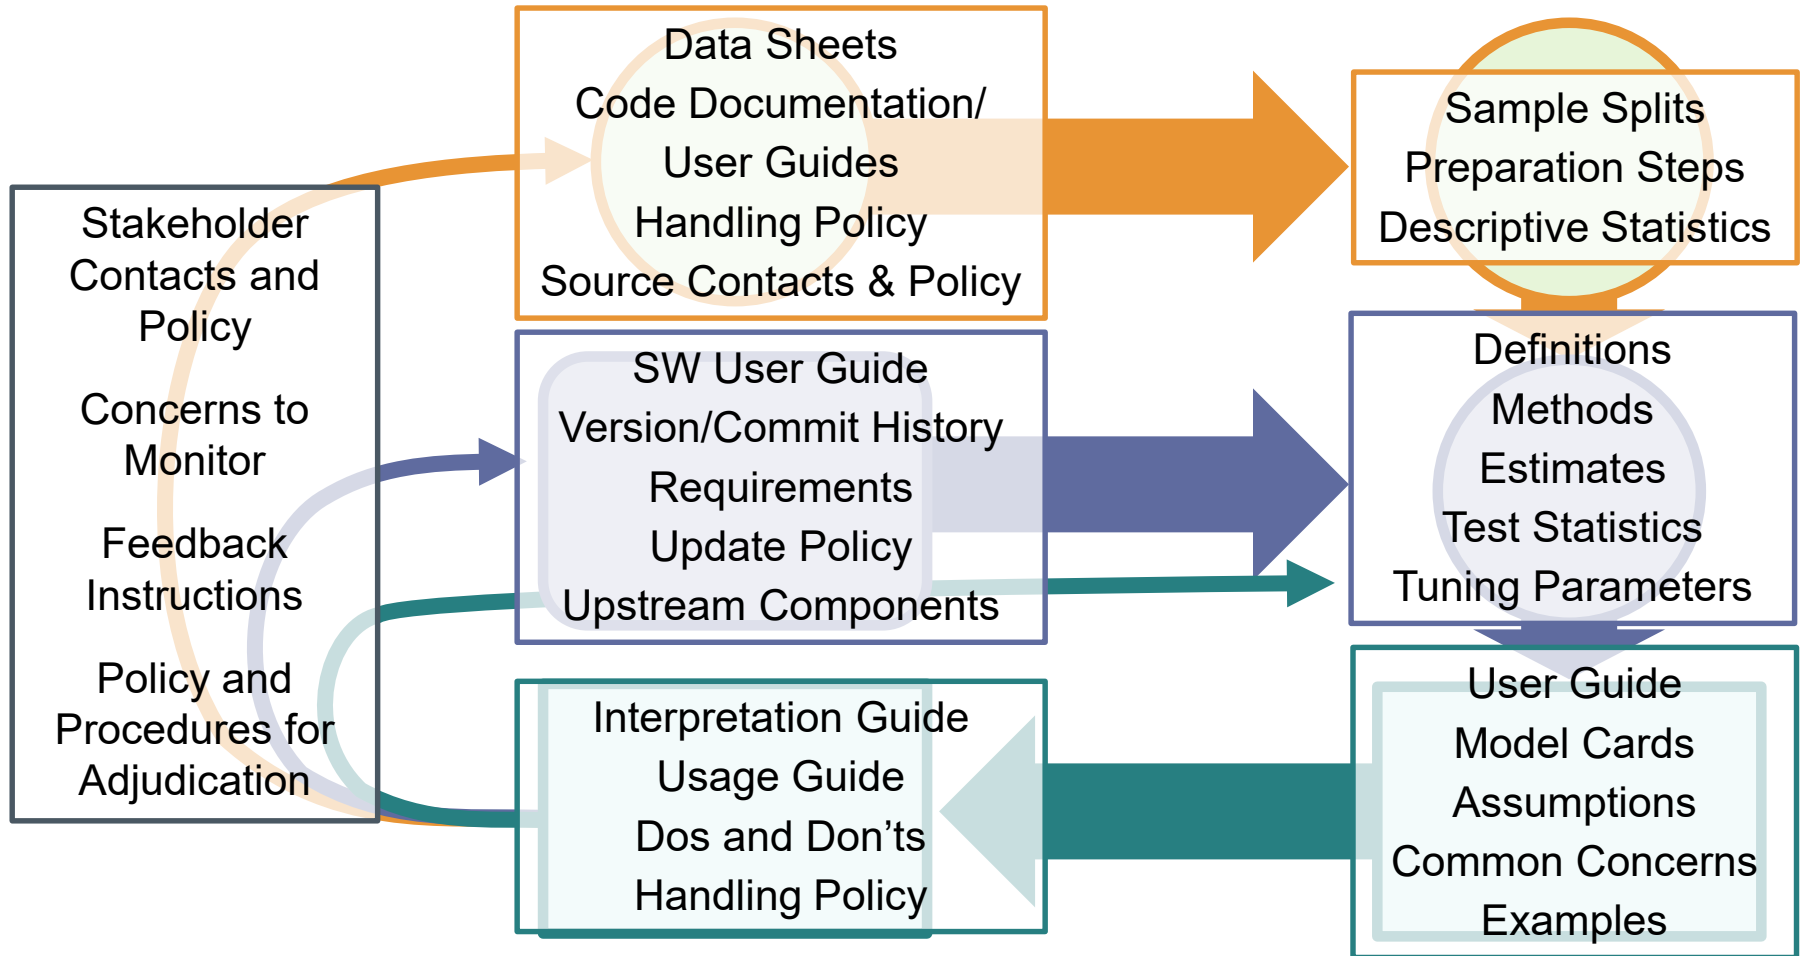 Stakeholder
Contacts and
Policy
Concerns to
Monitor
Feedback
Instructions
Policy and
Procedures for
Adjudication
Data Sheets
Code Documentation/
User Guides
Handling Policy
Source Contacts & Policy
SW User Guide
Version/Commit History
Requirements
Update Policy
Upstream Components
Interpretation Guide
Usage Guide
Dos and Don’ts
Handling Policy
Sample Splits
Preparation Steps
Descriptive Statistics
Definitions
Methods
Estimates
Test Statistics
Tuning Parameters
User Guide
Model Cards
Assumptions
Common Concerns
Examples